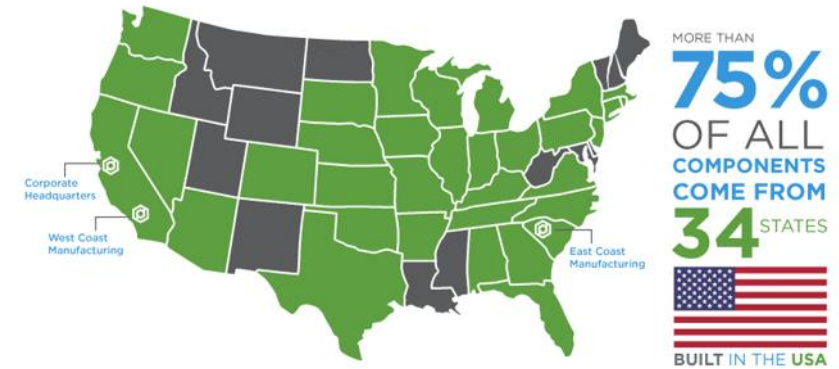 Corporate
Headquarters
West Coast
Manufacturing
East Coast
Manufacturing
MORE THAN
75%
OF ALL
COMPONENTS
COME FROM
34 STATES
BUILT IN THE USA